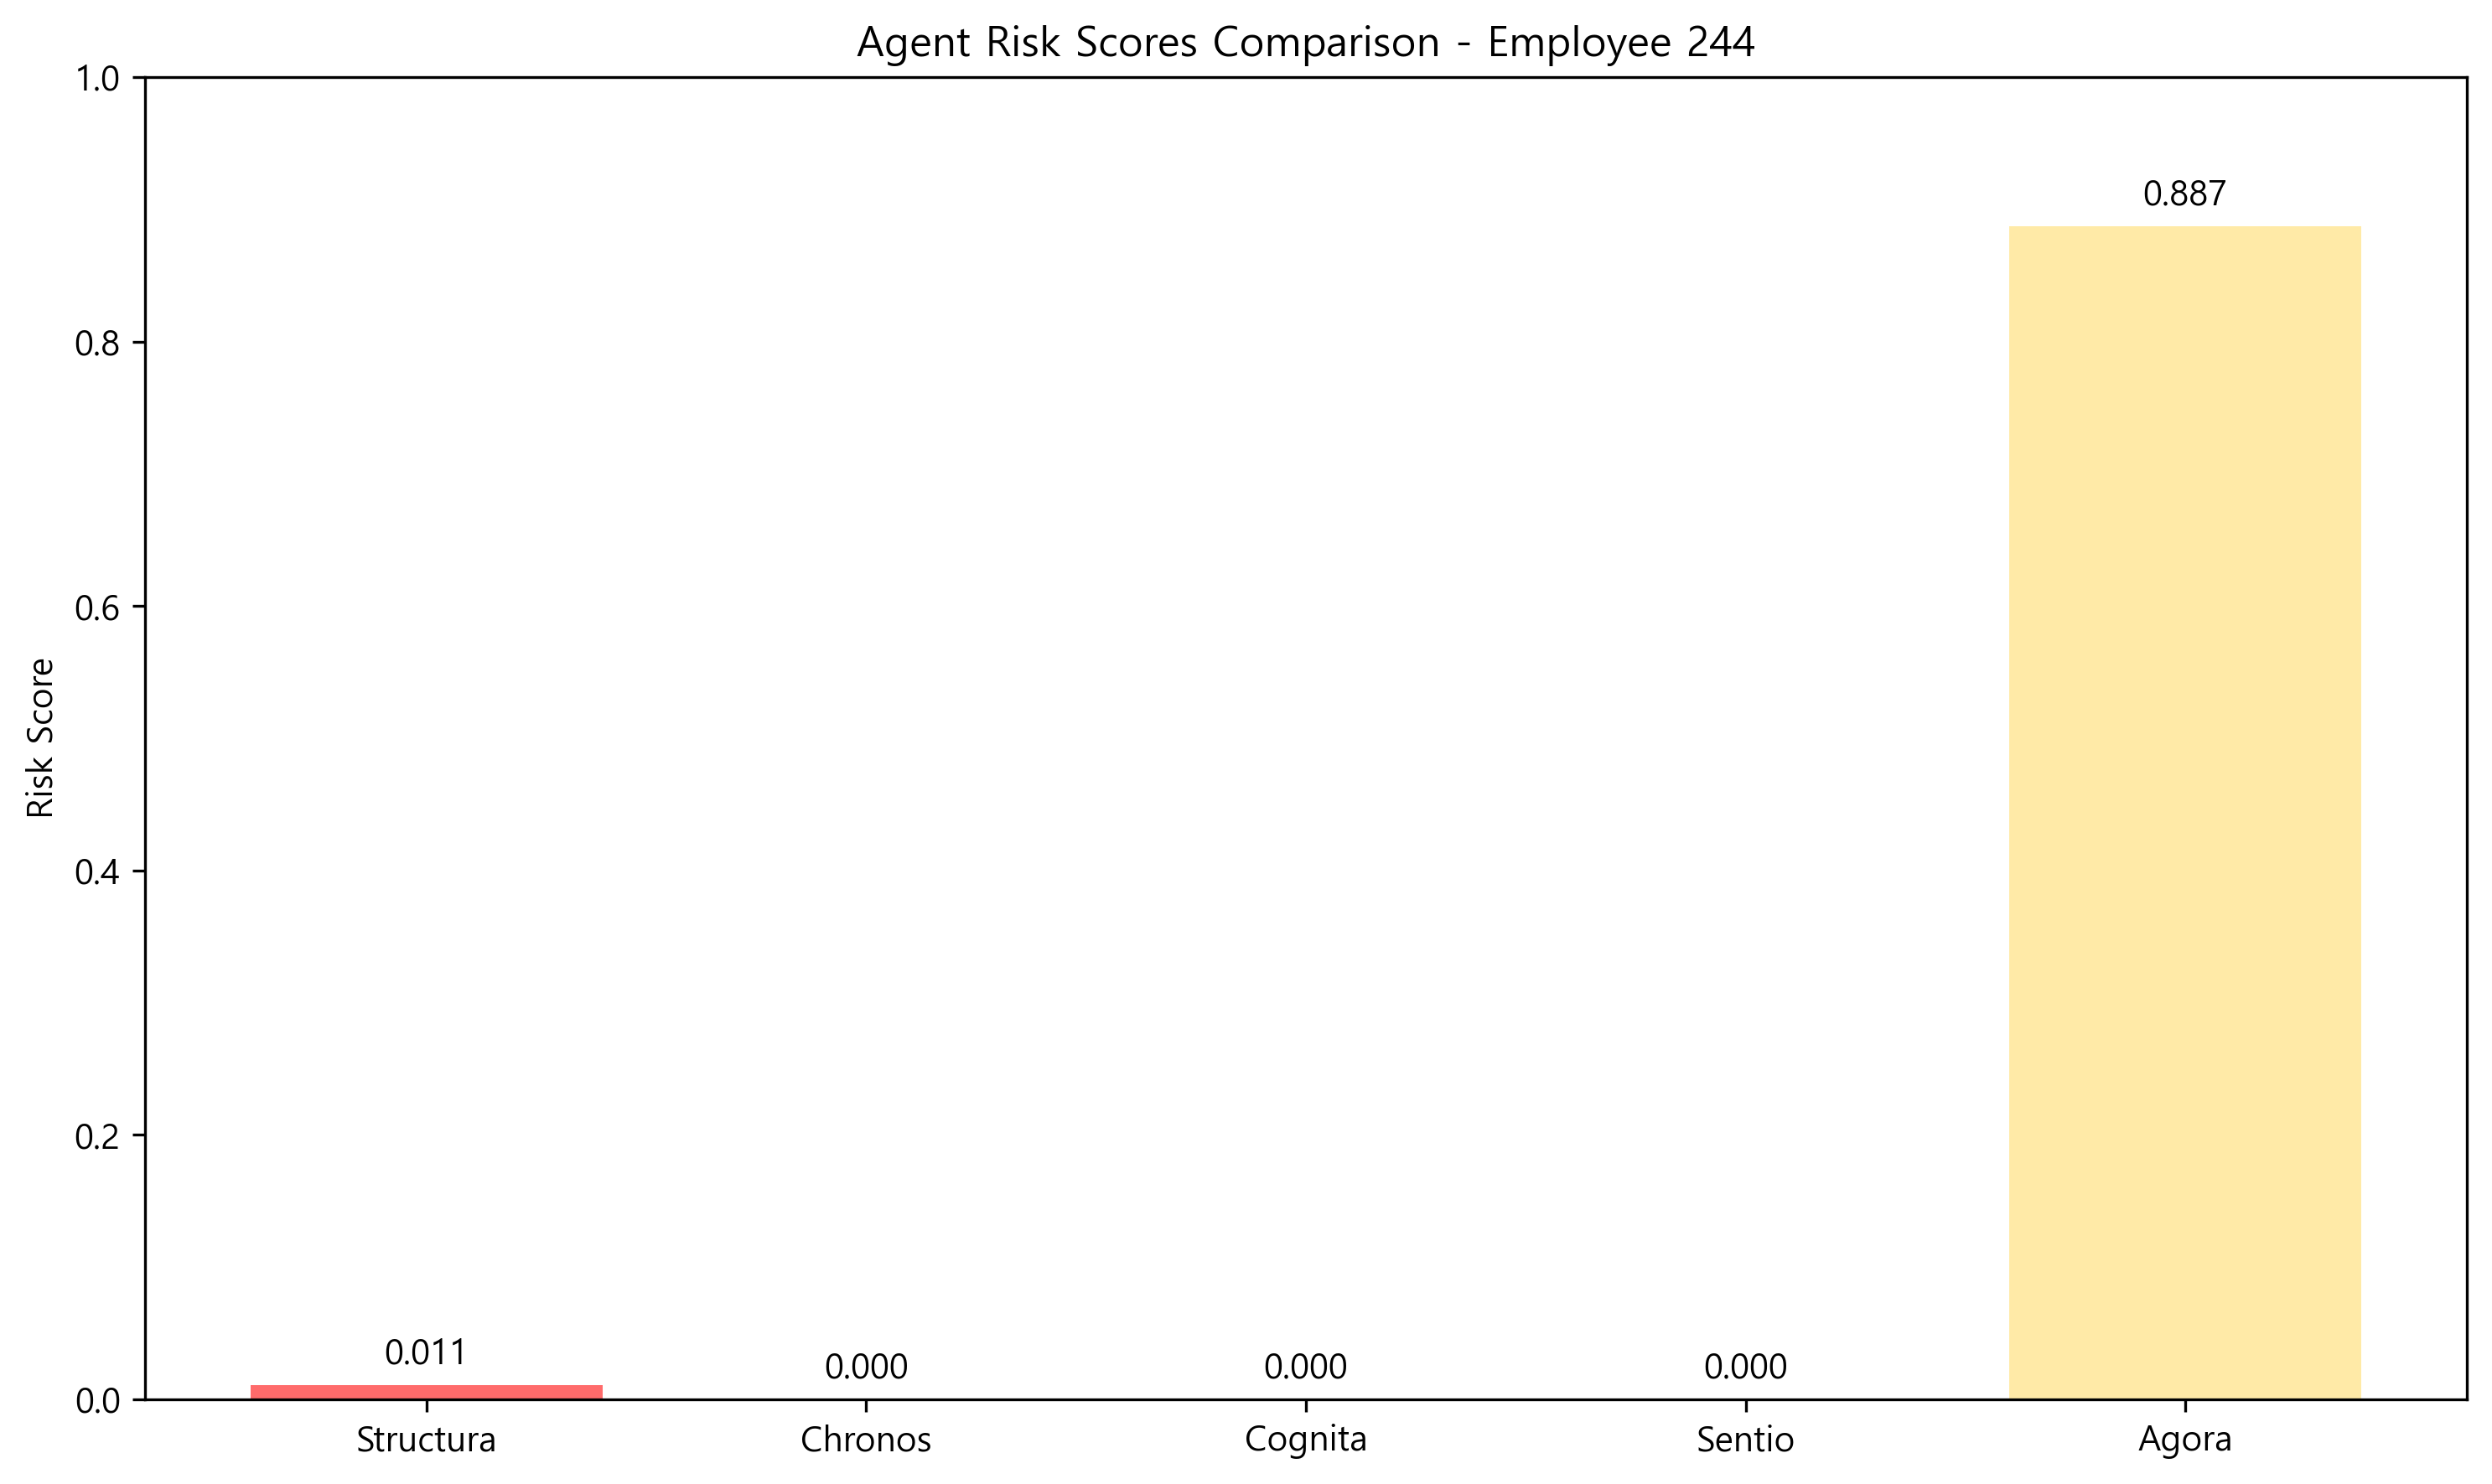 Agent Risk Scores Comparison - Employee 244
1.0
0.887
0.8
0.6
Risk Score
0.4
0.2
0.011
0.000
0.000
0.000
0.0
Structura
Chronos
Cognita
Sentio
Agora